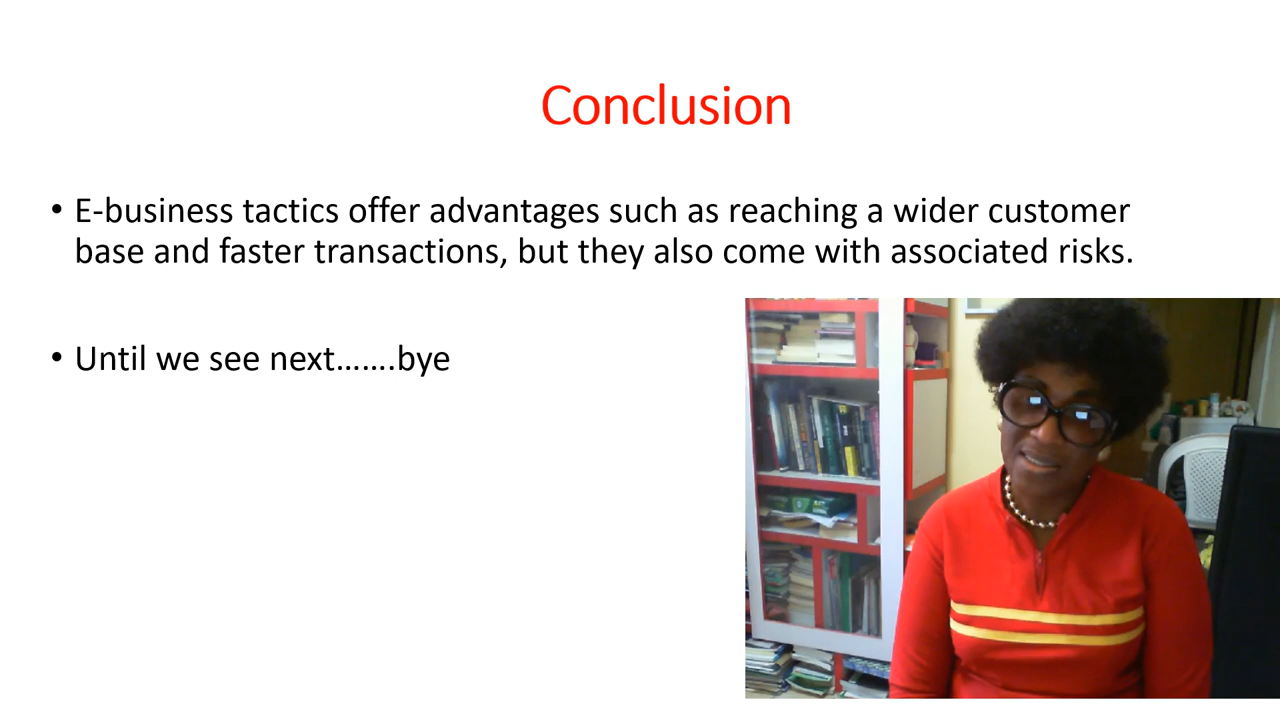 Conclusion
• E-business tactics offer advantages such as reaching a wider customer
base and faster transactions, but they also come with associated risks.
• Until we see next…….bye